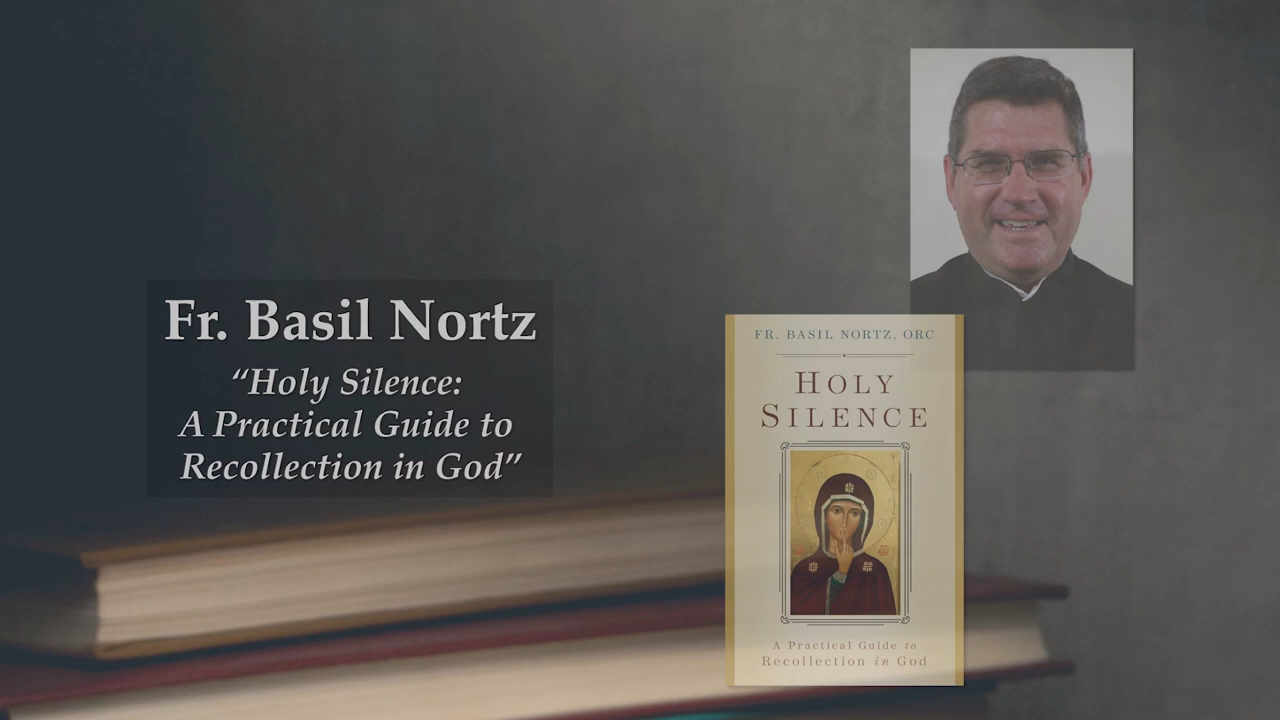 Fr. Basil Nortz
“Holy Silence:
A Practical Guide to
Recollection in God”
FR. BASIL NORTZ, ORC
HOLY
SILENCE
A Practical Guide to
Recollection in God